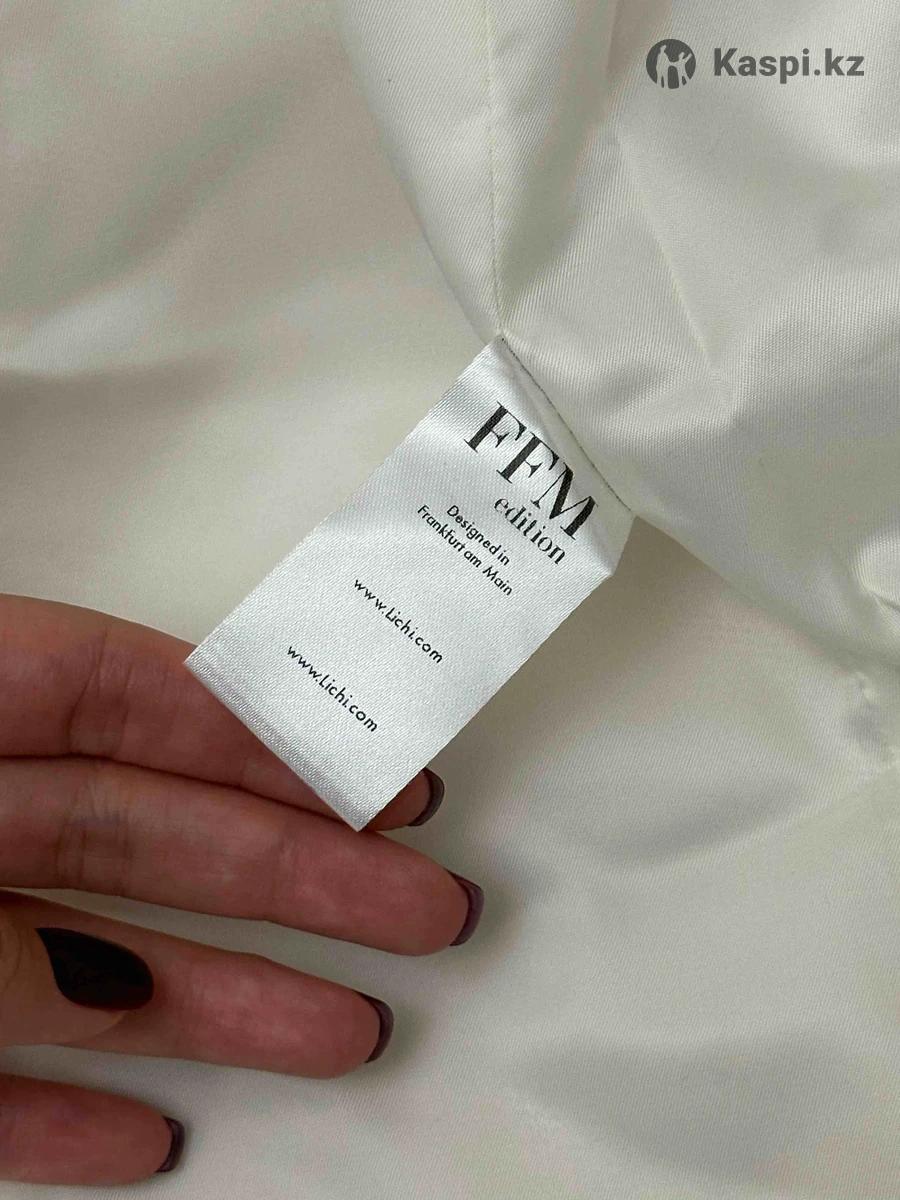 Kaspi.kz
FFM
edition
Designed in
Frankfurt am Main
www.Lichi.com
www.Lichi.com